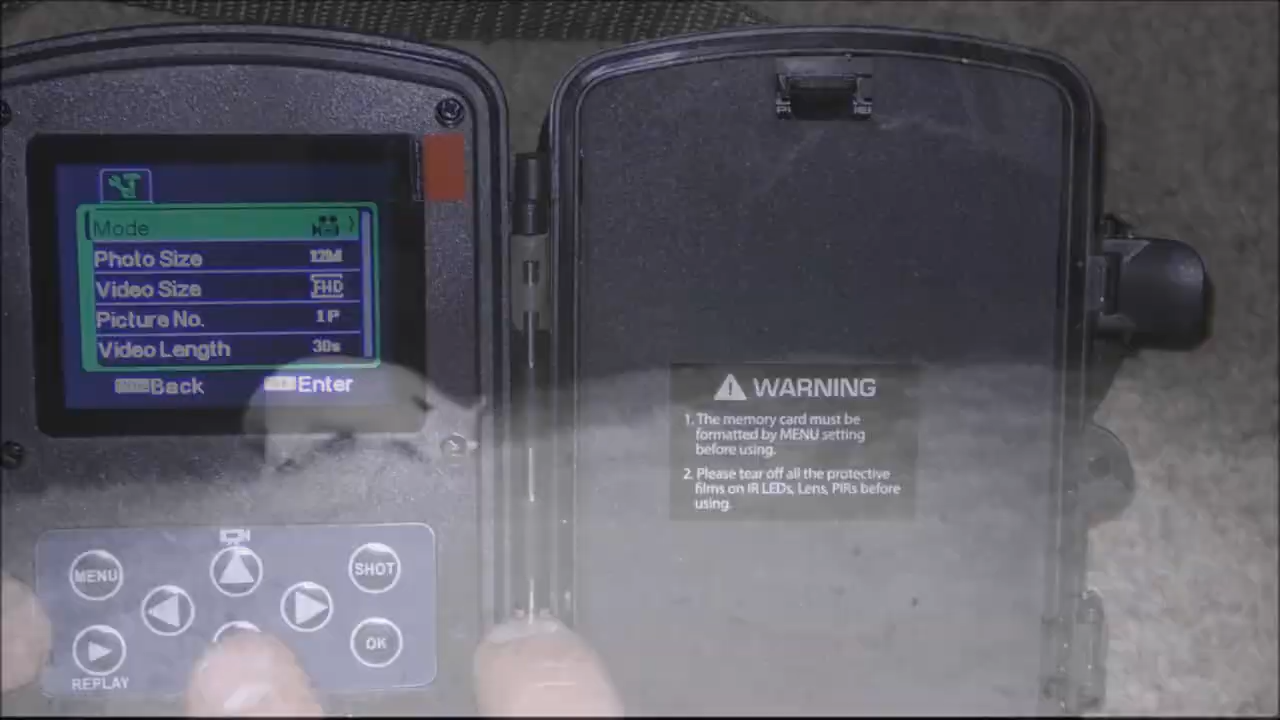 Mode
Photo Size 12M
Video Size FHD
Picture No. 1P
Video Length 30s
Back Enter
WARNING
1. The memory card must be
formatted by MENU setting
before using.
2. Please tear off all the protective
films on IR LEDs, Lens, PIRs before
using.
MENU
SHOT
OK
REPLAY